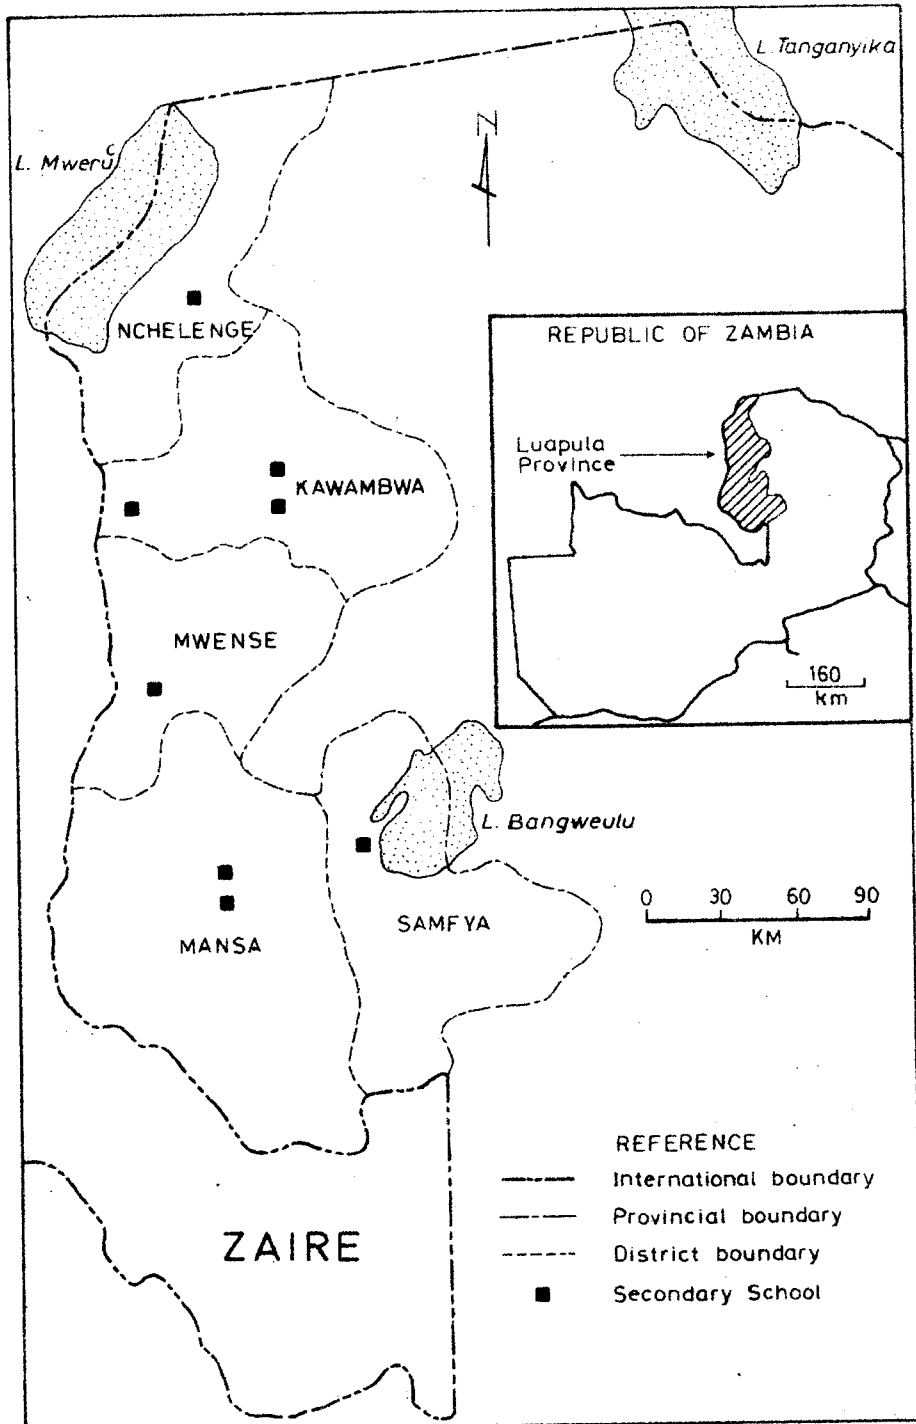 L. Tanganyika
N
L. Mweru
NCHELENGE
REPUBLIC OF ZAMBIA
Luapula
Province
160
km
KAWAMBWA
MWENSE
L. Bangweulu
0 30 60 90
KM
SAMFYA
MANSA
REFERENCE
International boundary
Provincial boundary
District boundary
Secondary School
ZAIRE